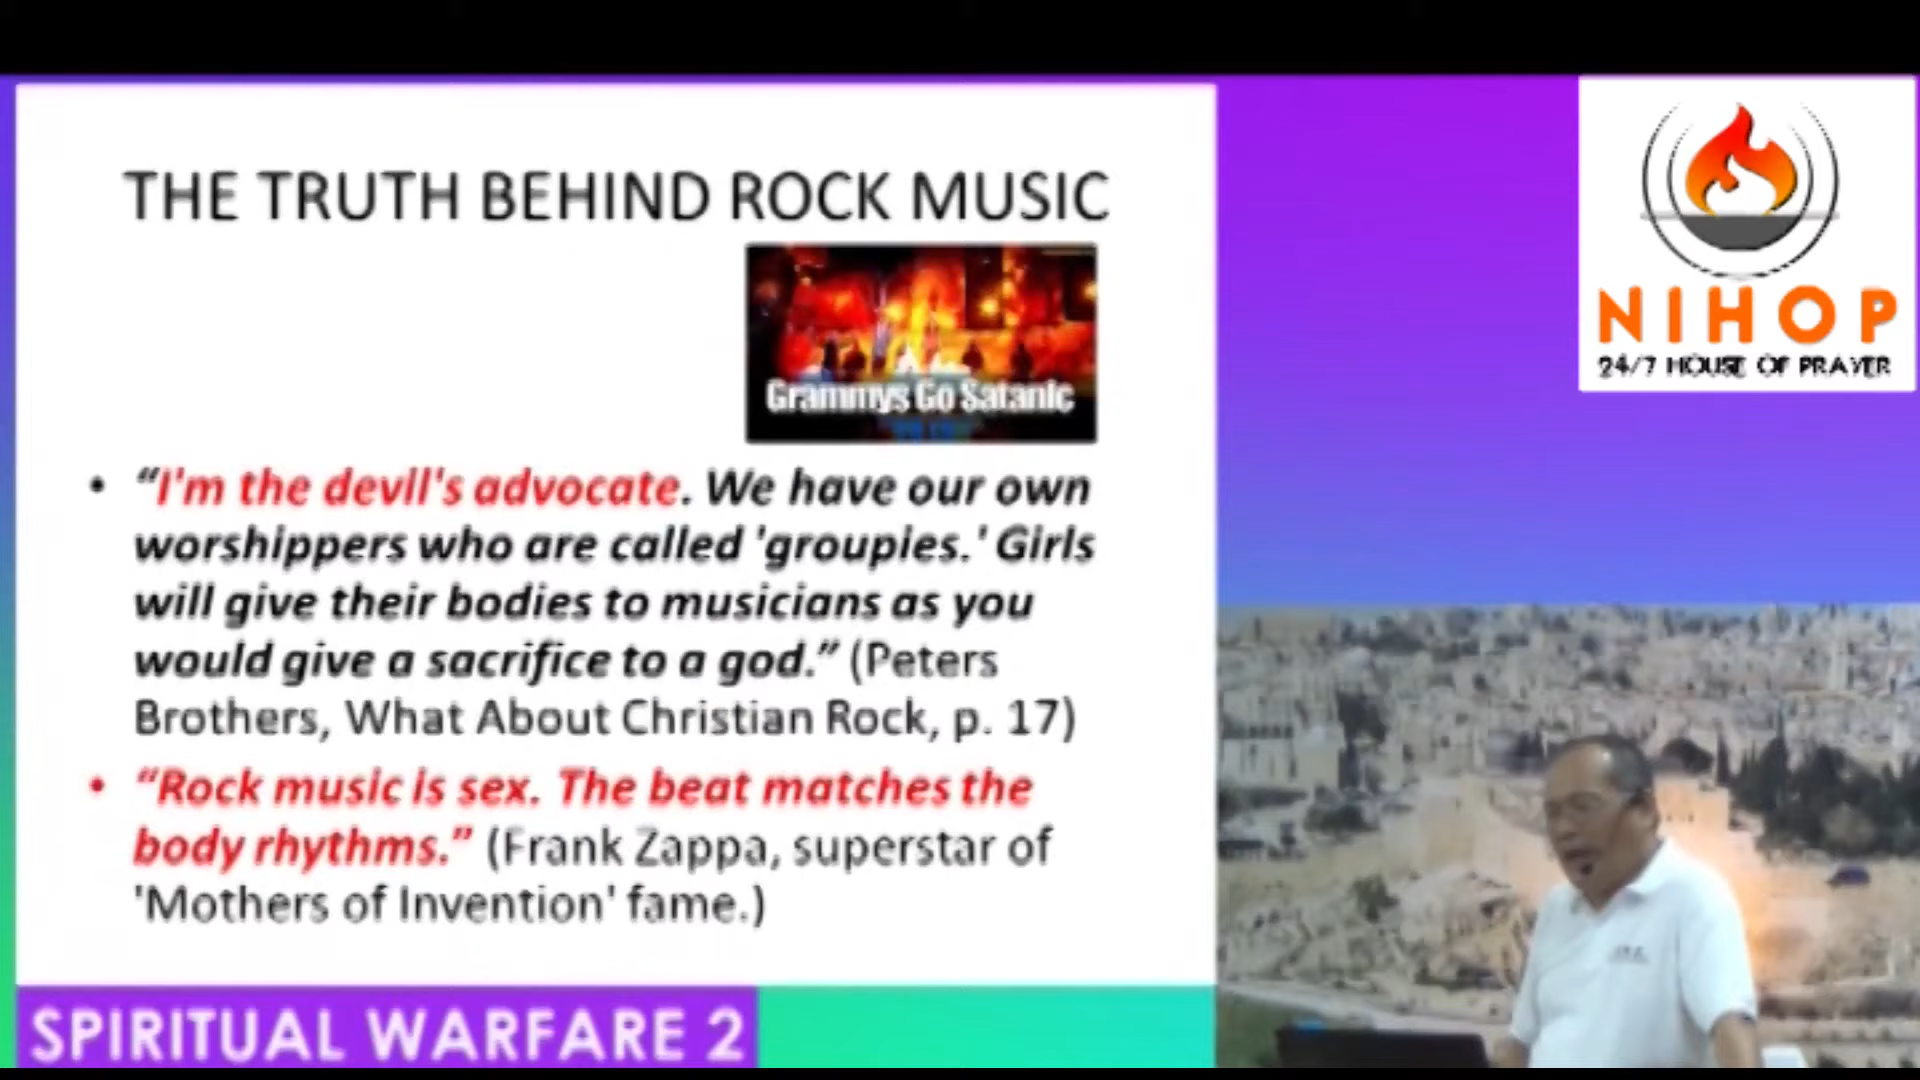 THE TRUTH BEHIND ROCK MUSIC
Grammys Go Satanic
• “I'm the devil's advocate. We have our own
worshippers who are called 'groupies.' Girls
will give their bodies to musicians as you
would give a sacrifice to a god.” (Peters
Brothers, What About Christian Rock, p. 17)
• “Rock music is sex. The beat matches the
body rhythms.” (Frank Zappa, superstar of
'Mothers of Invention' fame.)
SPIRITUAL WARFARE 2
NIHOP
24/7 HOUSE OF PRAYER